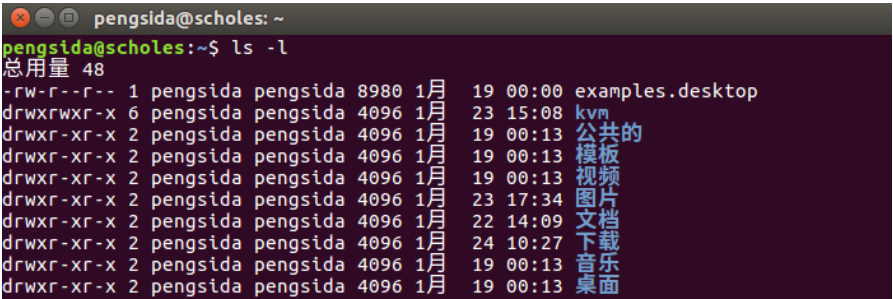 pengsida@scholes: ~
pengsida@scholes:~$ ls -l
总用量 48
-rw-r--r-- 1 pengsida pengsida 8980 1月  19 00:00 examples.desktop
drwxrwxr-x 6 pengsida pengsida 4096 1月  23 15:08 kvm
drwxr-xr-x 2 pengsida pengsida 4096 1月  19 00:13 公共的
drwxr-xr-x 2 pengsida pengsida 4096 1月  19 00:13 模板
drwxr-xr-x 2 pengsida pengsida 4096 1月  19 00:13 视频
drwxr-xr-x 2 pengsida pengsida 4096 1月  23 17:34 图片
drwxr-xr-x 2 pengsida pengsida 4096 1月  22 14:09 文档
drwxr-xr-x 2 pengsida pengsida 4096 1月  24 10:27 下载
drwxr-xr-x 2 pengsida pengsida 4096 1月  19 00:13 音乐
drwxr-xr-x 2 pengsida pengsida 4096 1月  19 00:13 桌面